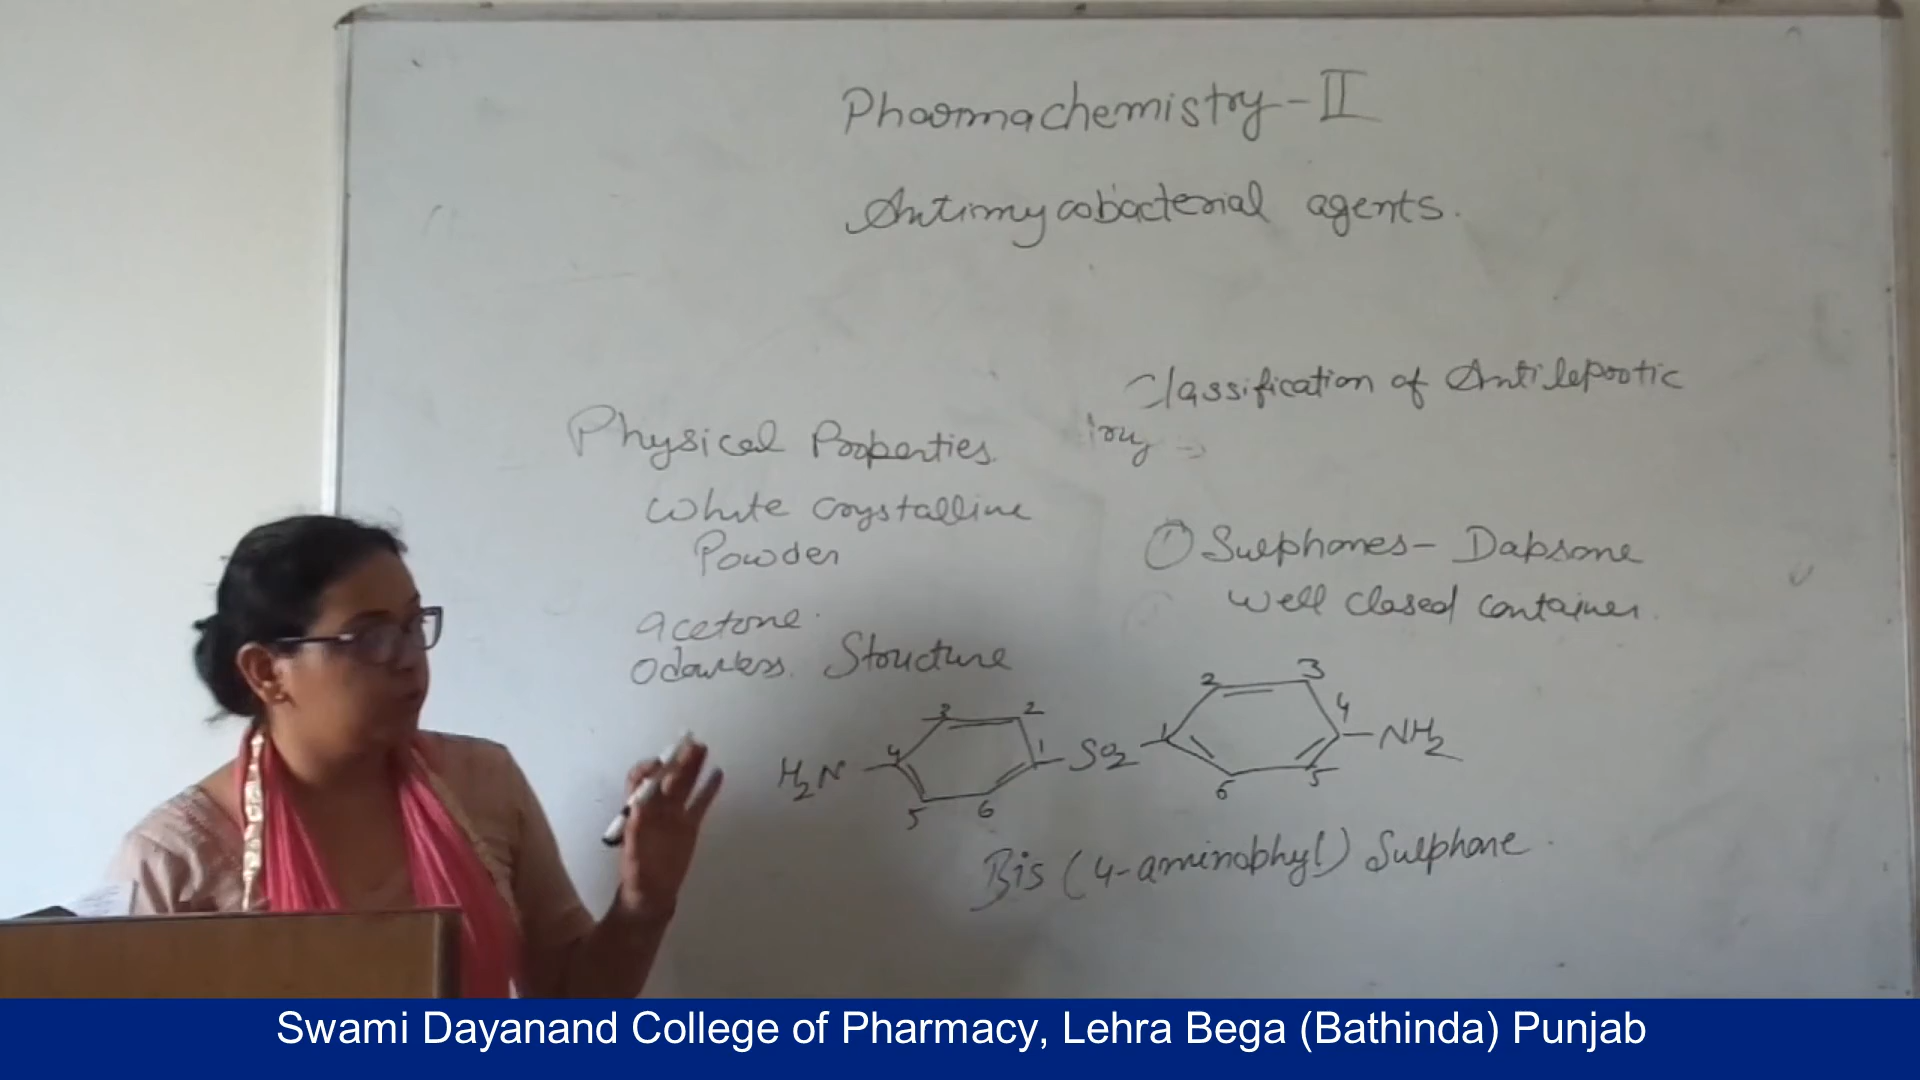 Pharmachemistry-II
Antimycobacterial agents.
Classification of Antileprotic
Physical Properties
White crystalline
Powder
acetone.
Odourless.
① Sulphones- Dapsone
Well closed container.
Structure
3 2 2 3
H2N 4 1 SO2 1 4 NH2
5 6 6 5
Bis (4-aminophyl) Sulphone.
Swami Dayanand College of Pharmacy, Lehra Bega (Bathinda) Punjab